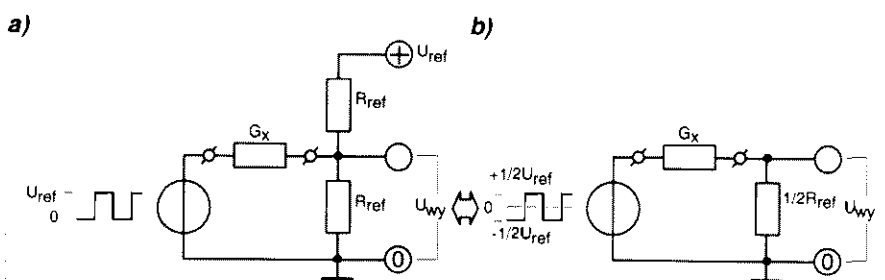 a)
b)
+ U_ref
R_ref
G_x
U_ref
0
R_ref
U_wy
0
G_x
+1/2U_ref
0
-1/2U_ref
1/2R_ref
U_wy
0